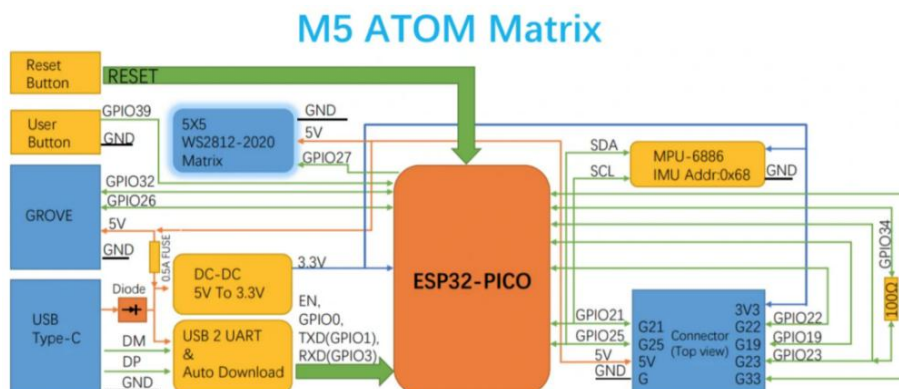 M5 ATOM Matrix
Reset
Button
RESET
User
Button
GPIO39
GND
5X5
WS2812-2020
Matrix
GND
5V
GPIO27
SDA
SCL
MPU-6886
IMU Addr:0x68
GND
GROVE
GPIO32
GPIO26
5V
GND
0.5A FUSE
DC-DC
5V To 3.3V
3.3V
ESP32-PICO
GPIO34
100Ω
USB
Type-C
Diode
DM
DP
GND
USB 2 UART
&
Auto Download
EN,
GPIO0,
TXD(GPIO1),
RXD(GPIO3)
GPIO21
GPIO25
5V
GND
G21
G25
5V
G
Connector
(Top view)
3V3
G22
G19
G23
G33
GPIO22
GPIO19
GPIO23